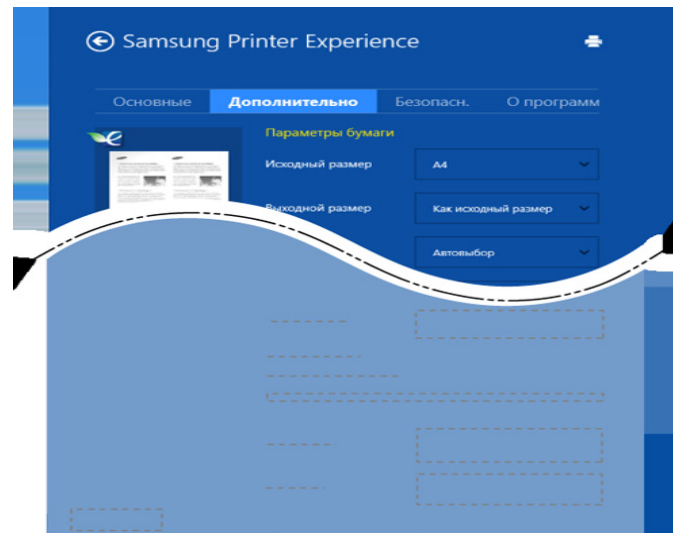 Samsung Printer Experience
Основные Дополнительно Безопасн. О программ
Параметры бумаги
Исходный размер A4
Выходной размер Как исходный размер
Автовыбор